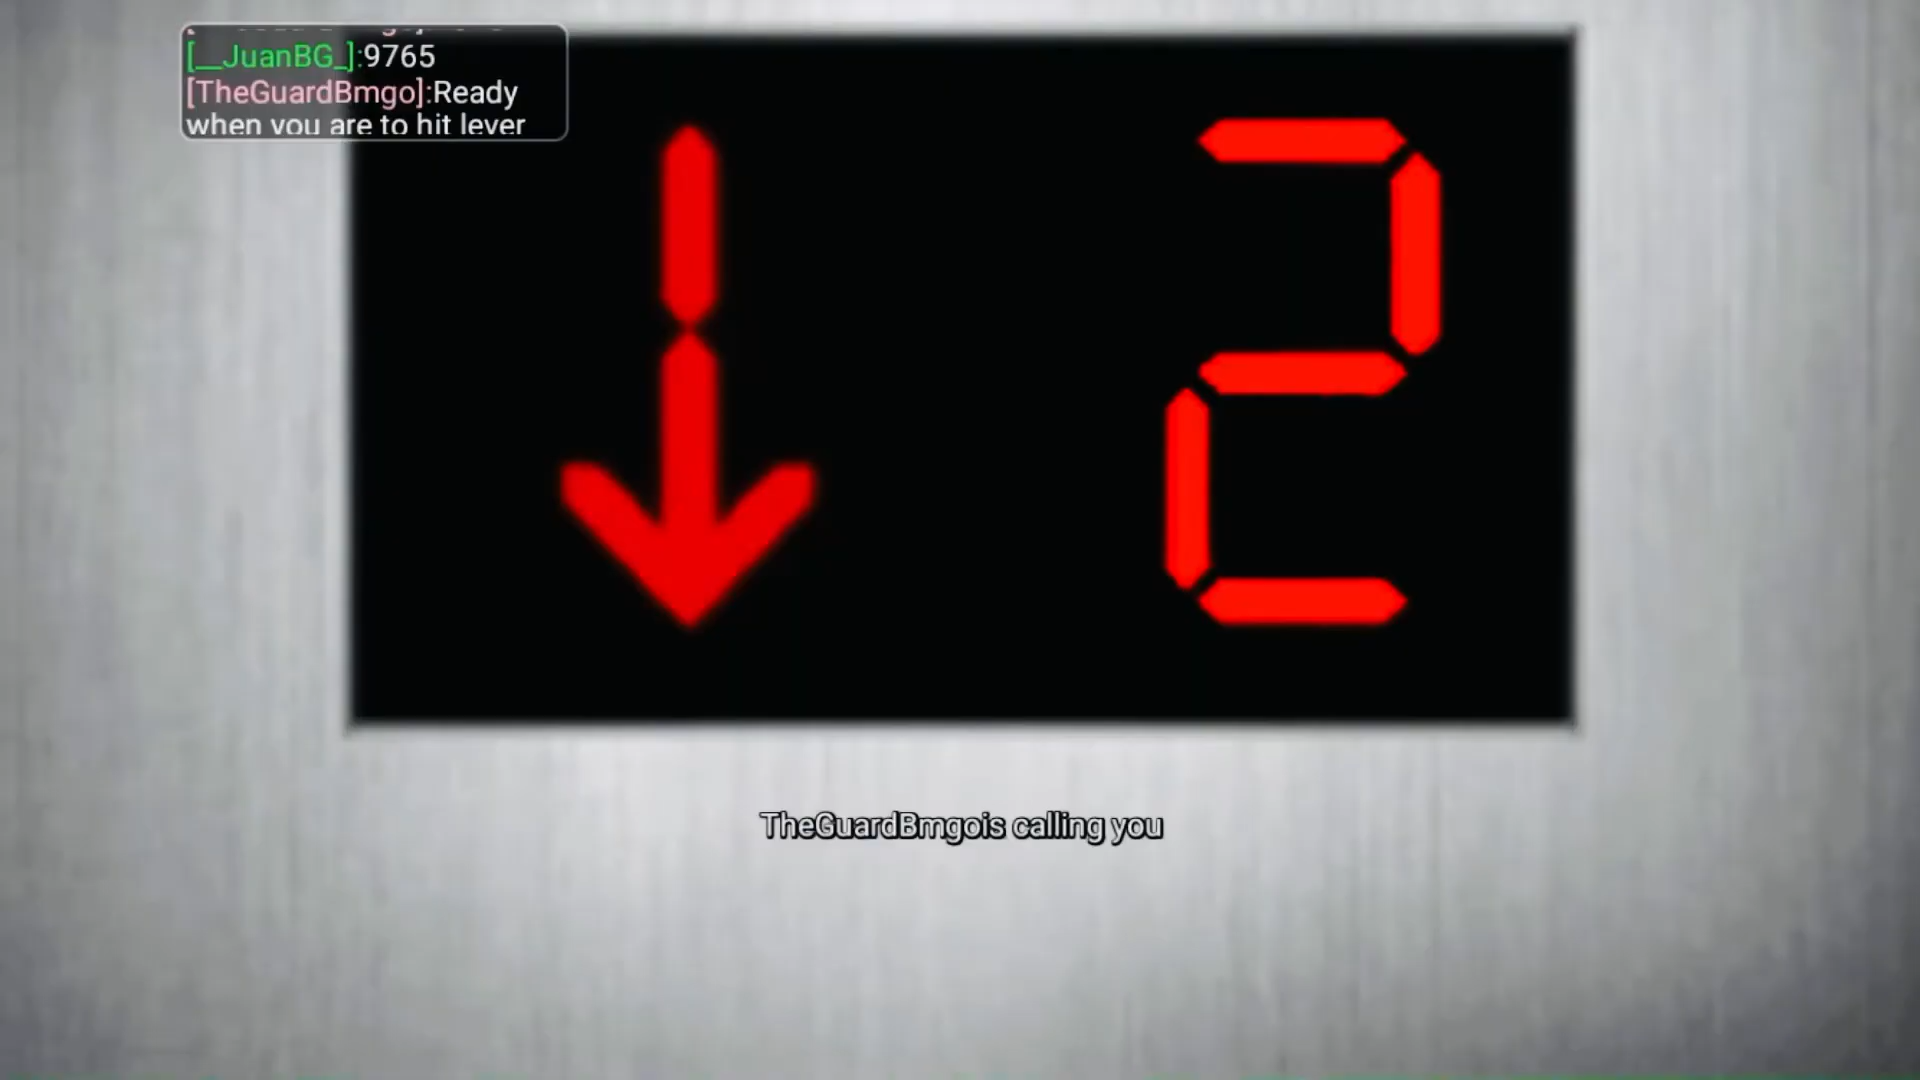 [__JuanBG_]:9765
[TheGuardBmgo]:Ready
when you are to hit lever
2
TheGuardBmgois calling you